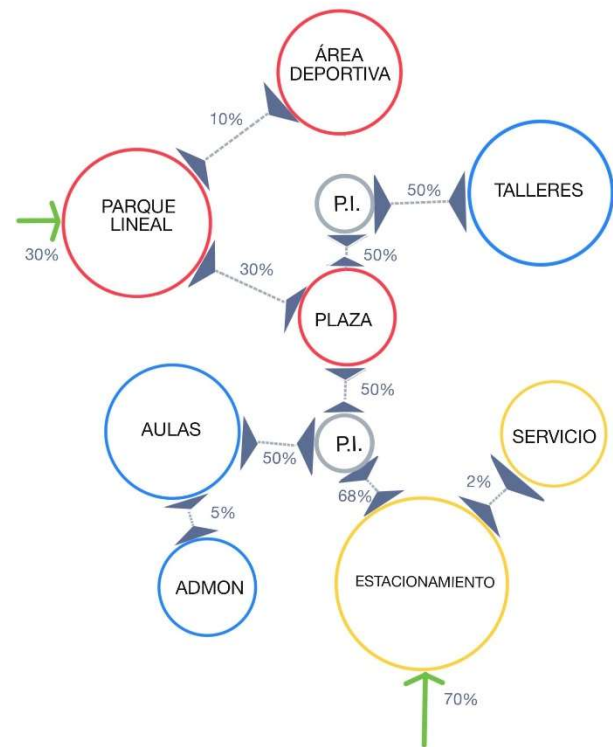 ÁREA
DEPORTIVA
10%
PARQUE
LINEAL
30%
P.I.
50%
TALLERES
50%
30%
PLAZA
50%
AULAS
50%
P.I.
SERVICIO
68%
2%
5%
ADMON
ESTACIONAMIENTO
70%